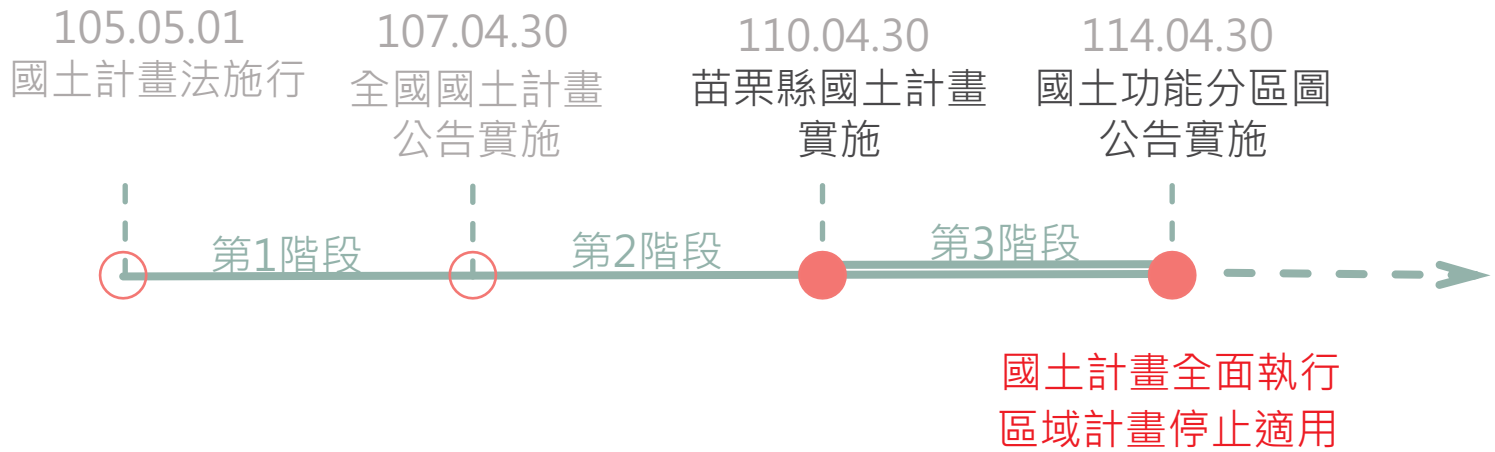 105.05.01
國土計畫法施行
107.04.30
全國國土計畫
公告實施
110.04.30
苗栗縣國土計畫
實施
114.04.30
國土功能分區圖
公告實施
第1階段
第2階段
第3階段
國土計畫全面執行
區域計畫停止適用